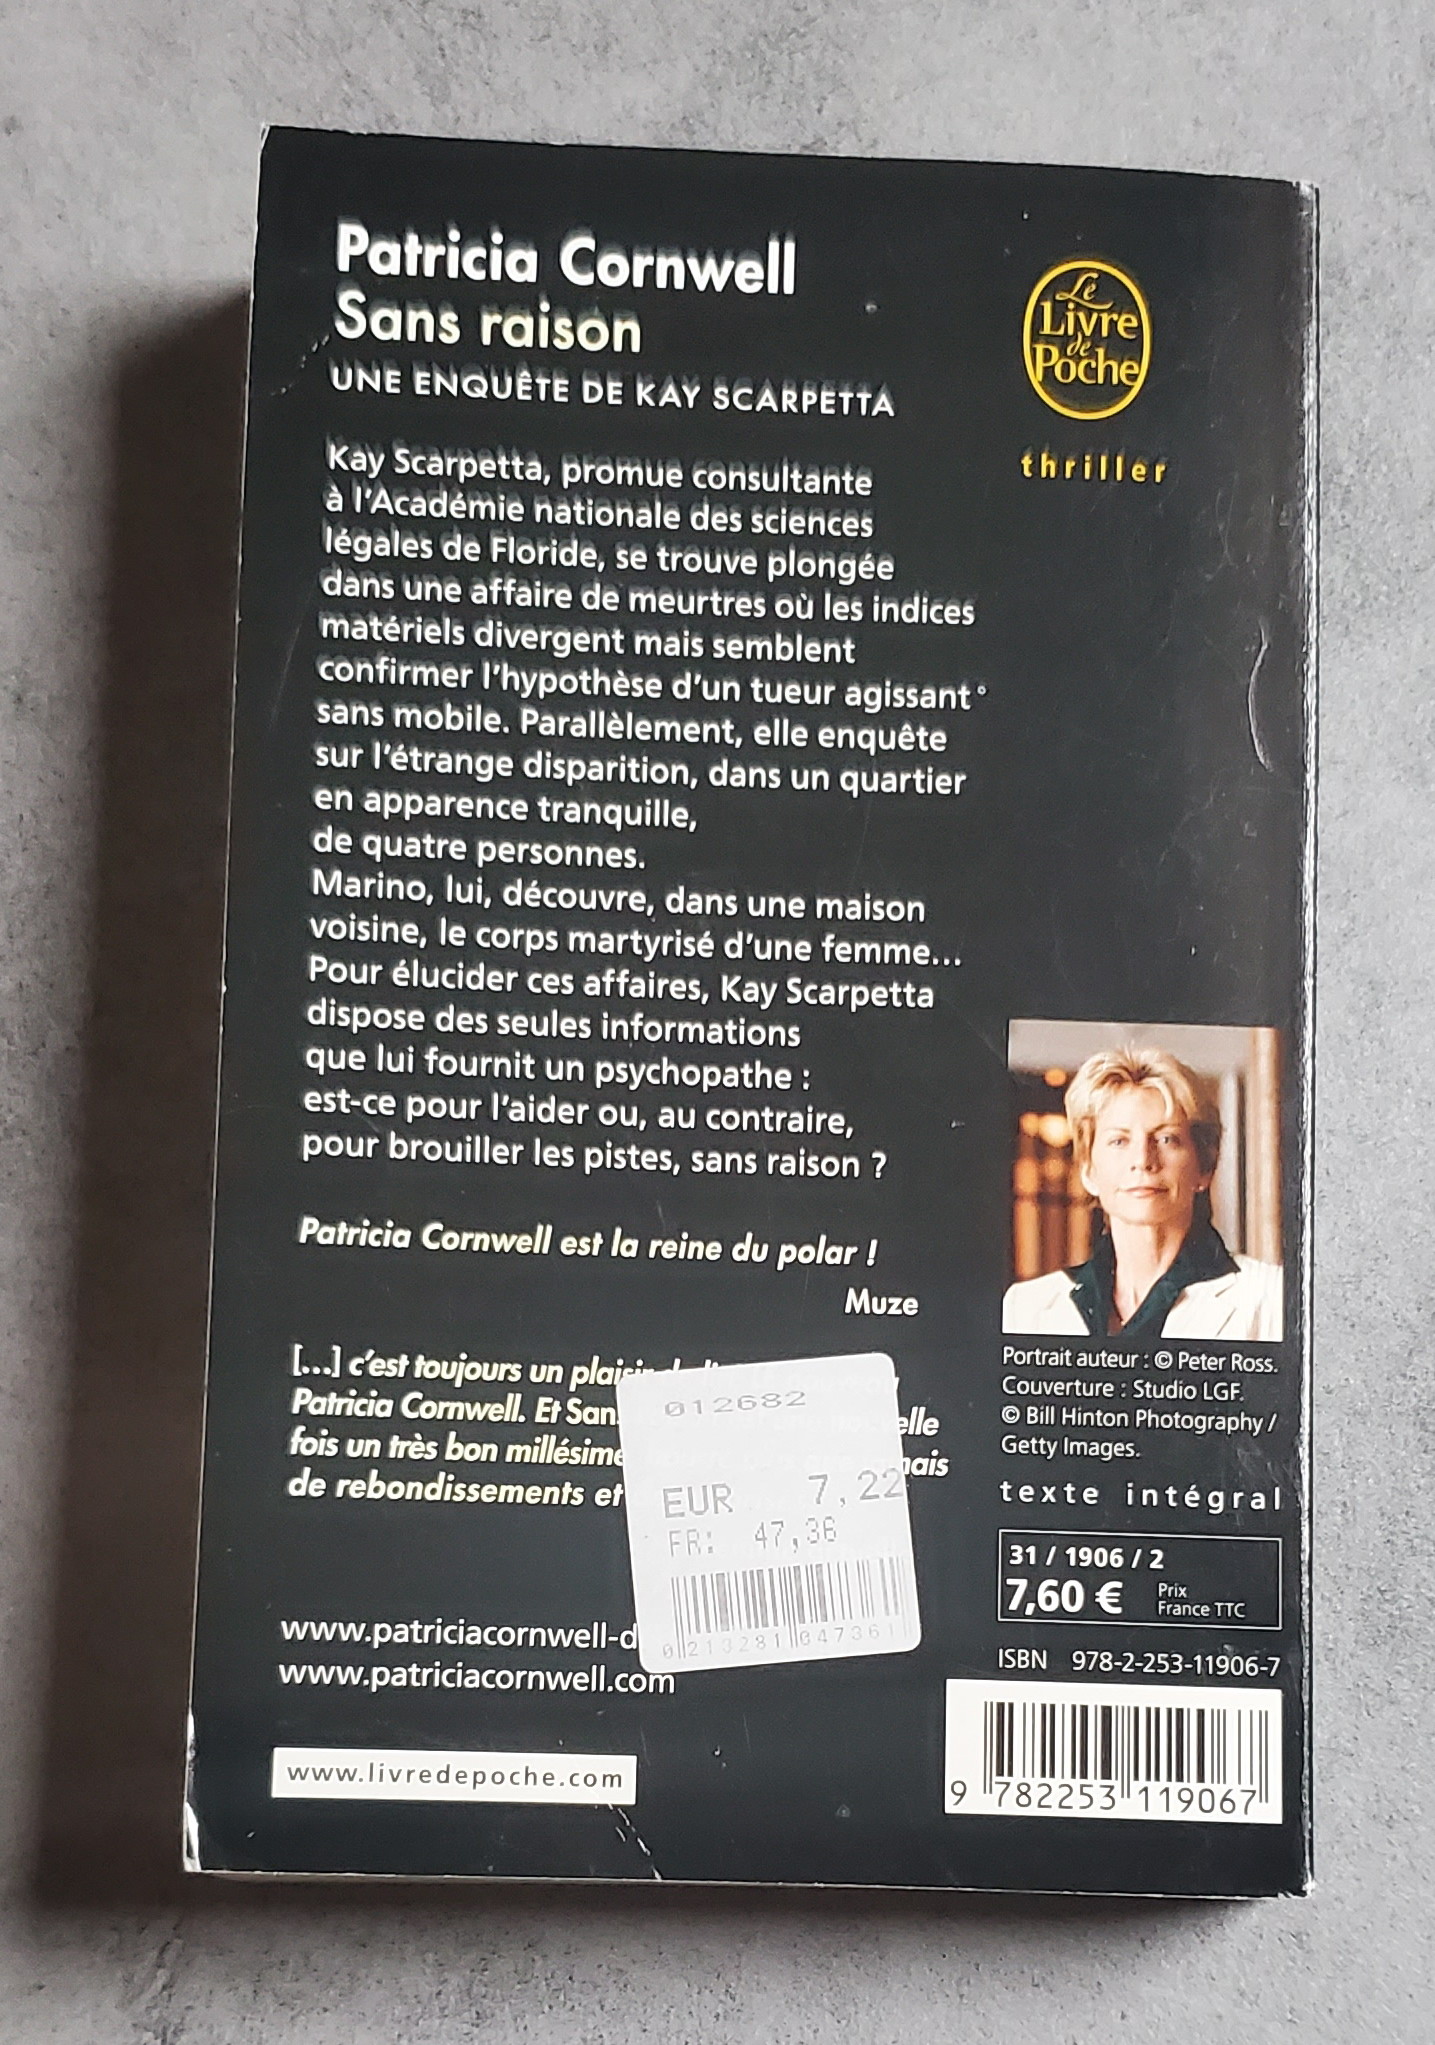 Patricia Cornwell
Sans raison
UNE ENQUÊTE DE KAY SCARPETTA
Le
Livre
de
Poche
thriller
Kay Scarpetta, promue consultante
à l'Académie nationale des sciences
légales de Floride, se trouve plongée
dans une affaire de meurtres où les indices
matériels divergent mais semblent
confirmer l'hypothèse d'un tueur agissant
sans mobile. Parallèlement, elle enquête
sur l'étrange disparition, dans un quartier
en apparence tranquille,
de quatre personnes.
Marino, lui, découvre, dans une maison
voisine, le corps martyrisé d'une femme...
Pour élucider ces affaires, Kay Scarpetta
dispose des seules informations
que lui fournit un psychopathe :
est-ce pour l'aider ou, au contraire,
pour brouiller les pistes, sans raison ?
Patricia Cornwell est la reine du polar !
Muze
[...] c'est toujours un
Patricia Cornwell. Et
fois un très bon
de rebondissements et
012682
EUR 7,22
FR: 47,36
0 213281 047361
www.patriciacornwell.com
www.livredepoche.com
Portrait auteur : © Peter Ross.
Couverture : Studio LGF.
© Bill Hinton Photography /
Getty Images.
texte intégral
31 / 1906 / 2
7,60 € Prix
France TTC
ISBN 978-2-253-11906-7
9 782253 119067